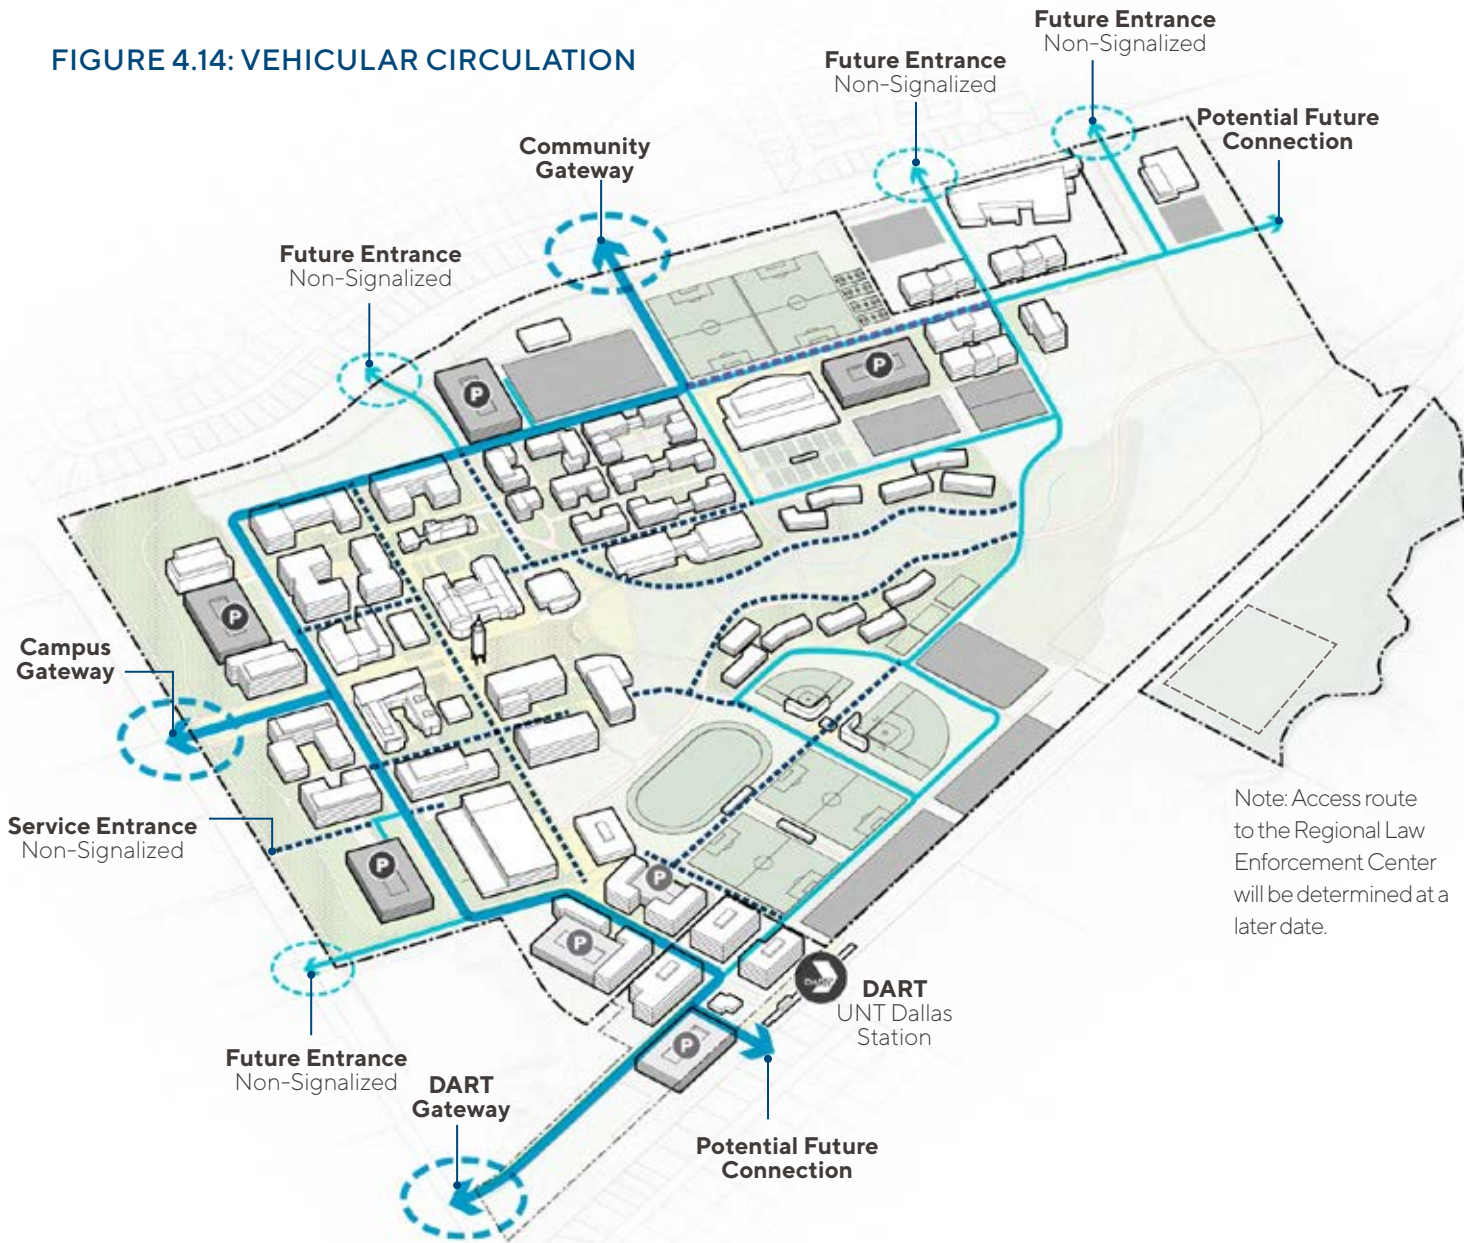 FIGURE 4.14: VEHICULAR CIRCULATION
Future Entrance
Non-Signalized
Future Entrance
Non-Signalized
Potential Future
Connection
Community
Gateway
Future Entrance
Non-Signalized
P
P
P
Campus
Gateway
Service Entrance
Non-Signalized
P
P
P
P
Note: Access route
to the Regional Law
Enforcement Center
will be determined at a
later date.
DART
DART
UNT Dallas
Station
Future Entrance
Non-Signalized
DART
Gateway
Potential Future
Connection